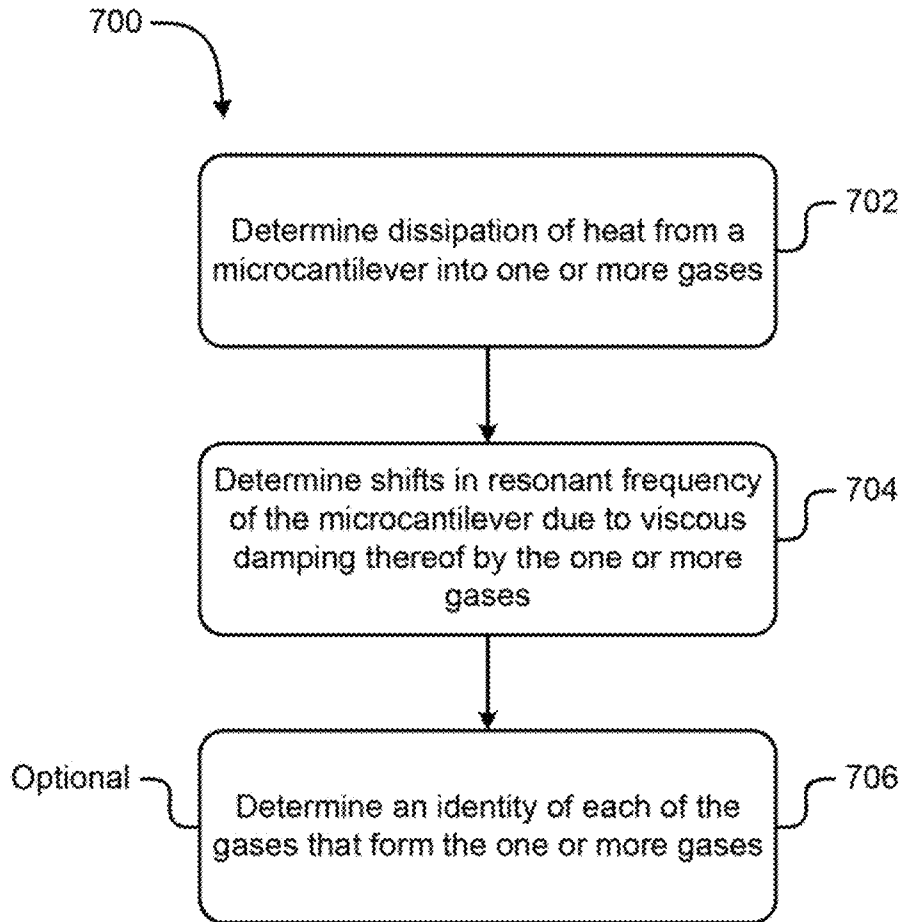 700
Determine dissipation of heat from a
microcantilever into one or more gases
702
Determine shifts in resonant frequency
of the microcantilever due to viscous
damping thereof by the one or more
gases
704
Optional
Determine an identity of each of the
gases that form the one or more gases
706